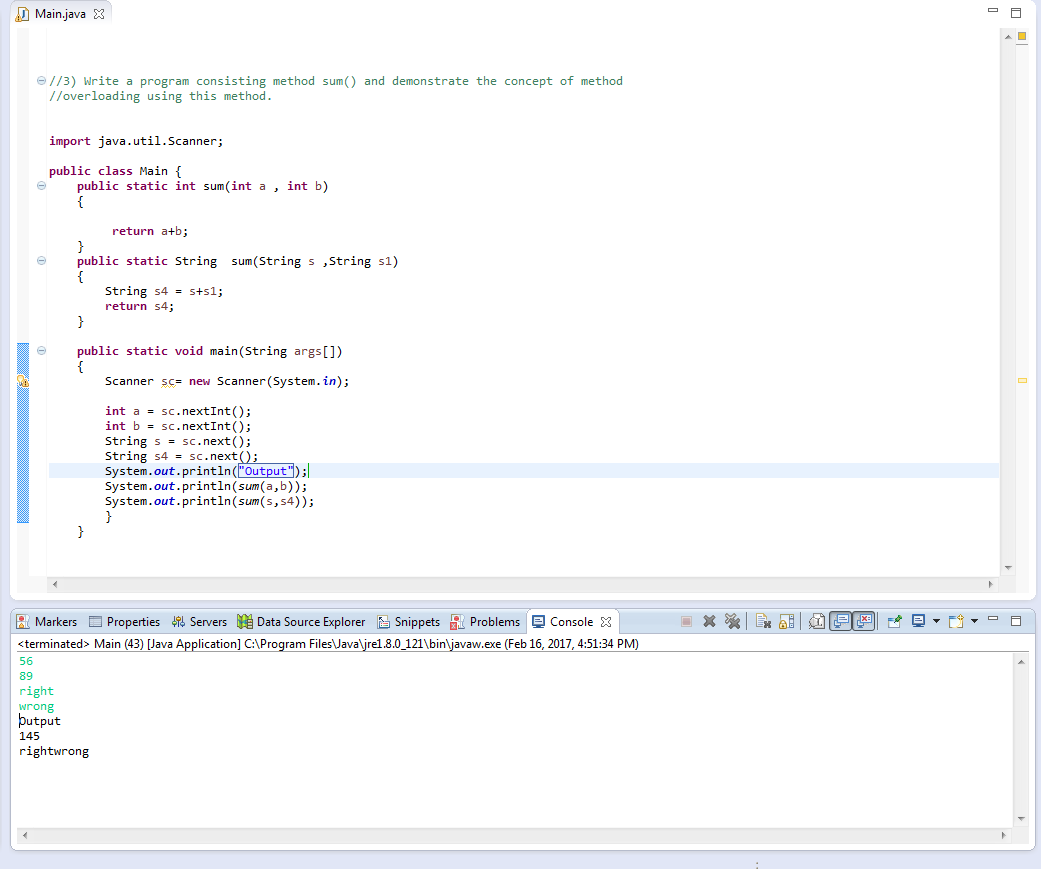 Main.java
//3) Write a program consisting method sum() and demonstrate the concept of method
//overloading using this method.
import java.util.Scanner;
public class Main {
public static int sum(int a , int b)
{
return a+b;
}
public static String  sum(String s ,String s1)
{
String s4 = s+s1;
return s4;
}
public static void main(String args[])
{
Scanner sc= new Scanner(System.in);
int a = sc.nextInt();
int b = sc.nextInt();
String s = sc.next();
String s4 = sc.next();
System.out.println("Output");
System.out.println(sum(a,b));
System.out.println(sum(s,s4));
}
}
Markers Properties Servers Data Source Explorer Snippets Problems Console
<terminated> Main (43) [Java Application] C:\Program Files\Java\jre1.8.0_121\bin\javaw.exe (Feb 16, 2017, 4:51:34 PM)
56
89
right
wrong
Output
145
rightwrong